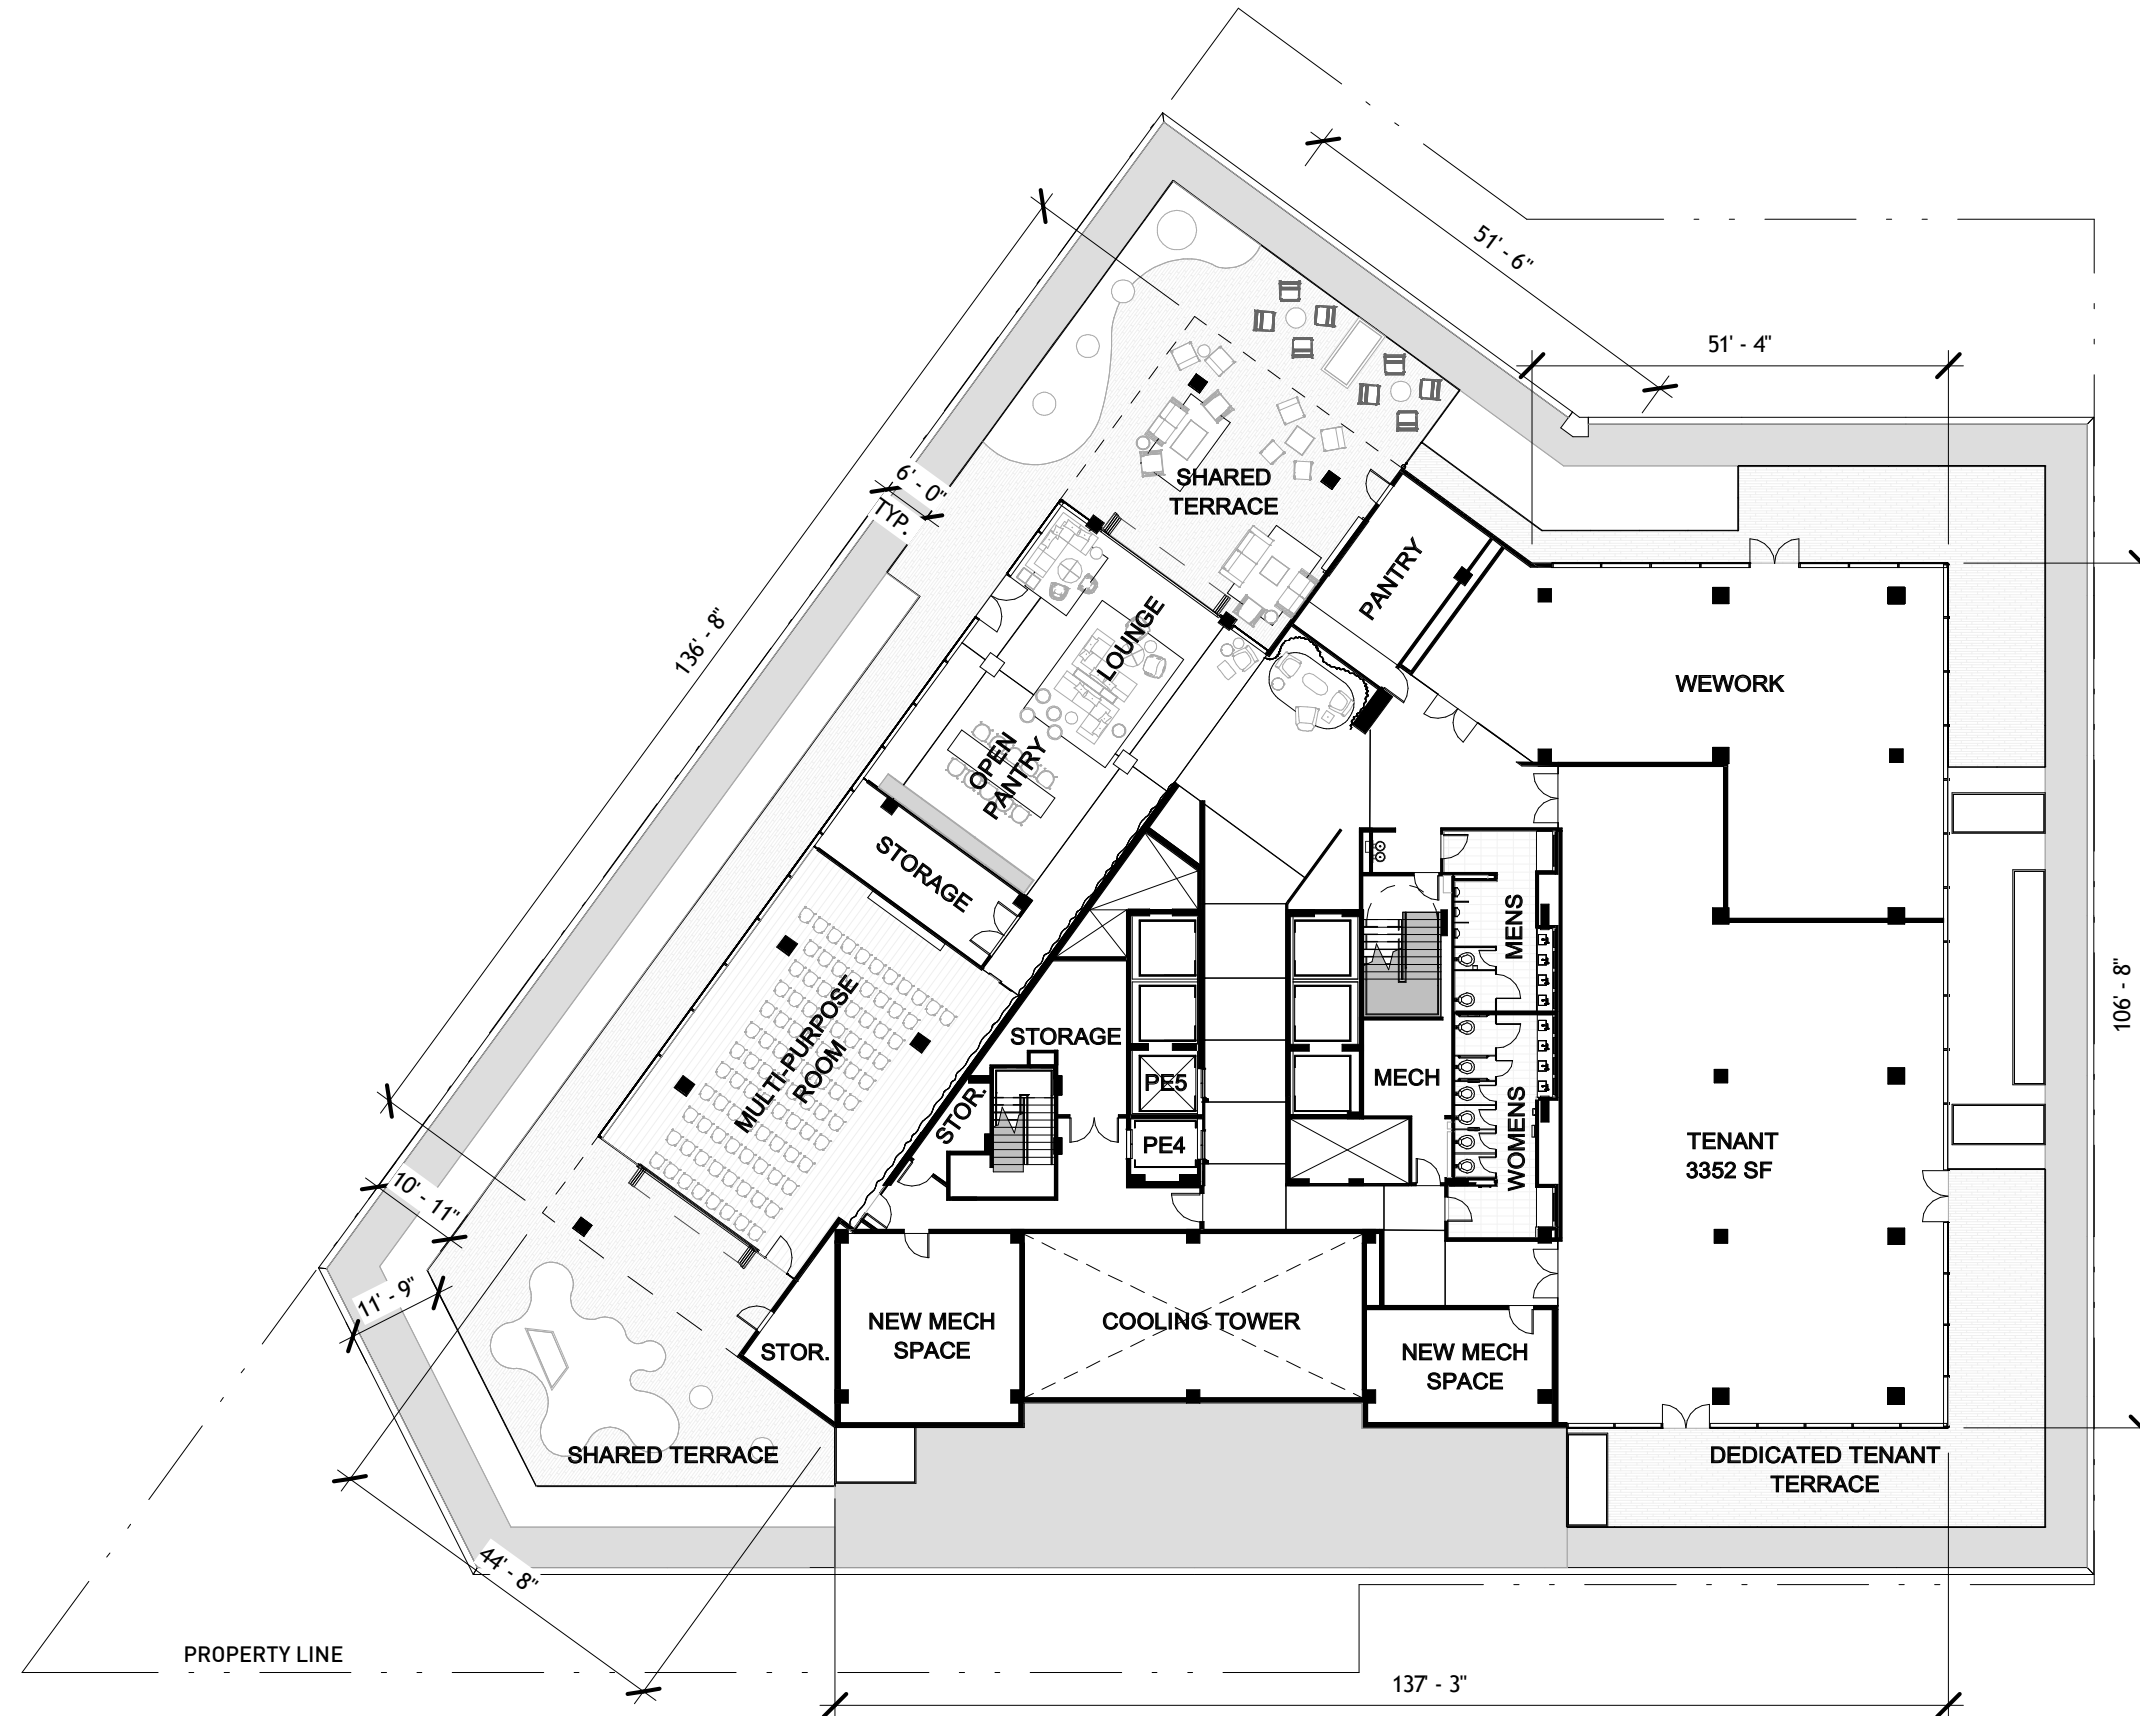 51' - 6"
51' - 4"
6' - 0"
TYP.
SHARED
TERRACE
PANTRY
136' - 8"
LOUNGE
WEWORK
OPEN
PANTRY
STORAGE
MENS
106' - 8"
MULTI-PURPOSE
ROOM
STORAGE
PE5
MECH
STOR.
PE4
WOMENS
TENANT
3352 SF
10' - 11"
11' - 9"
NEW MECH
SPACE
COOLING TOWER
STOR.
NEW MECH
SPACE
SHARED TERRACE
DEDICATED TENANT
TERRACE
44' - 8"
PROPERTY LINE
137' - 3"